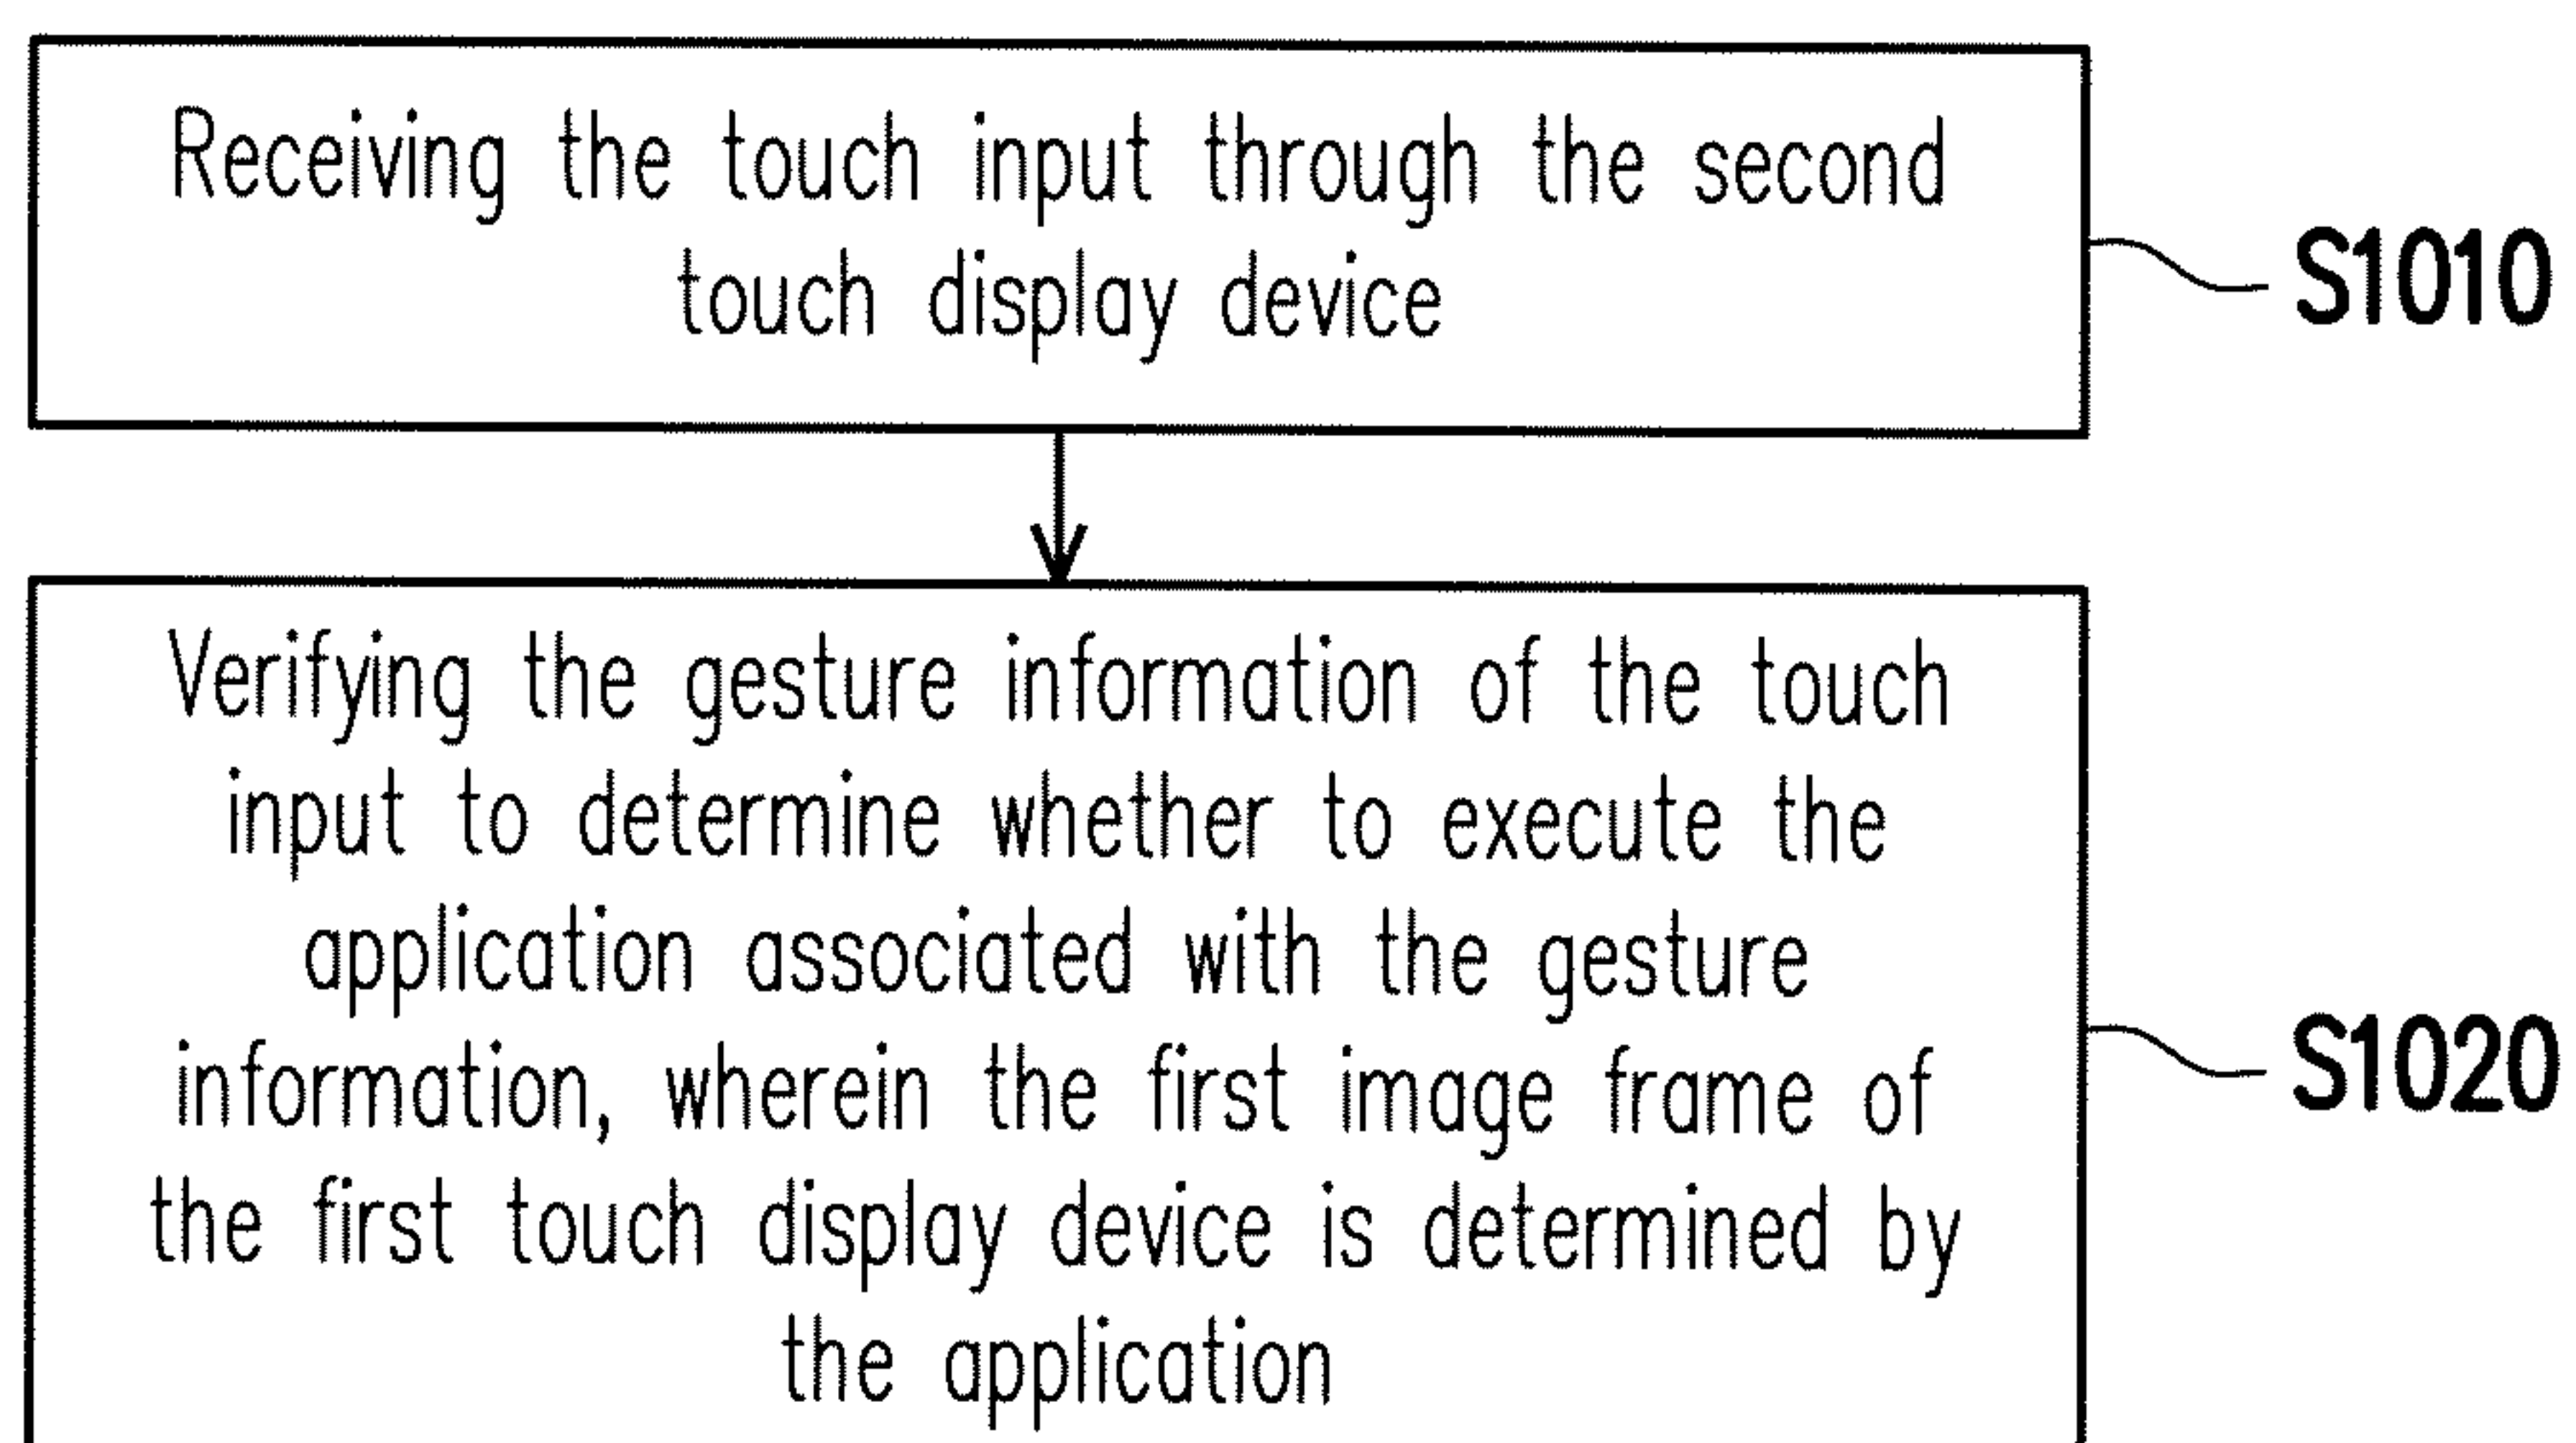 Receiving the touch input through the second
touch display device
S1010
Verifying the gesture information of the touch
input to determine whether to execute the
application associated with the gesture
information, wherein the first image frame of
the first touch display device is determined by
the application
S1020